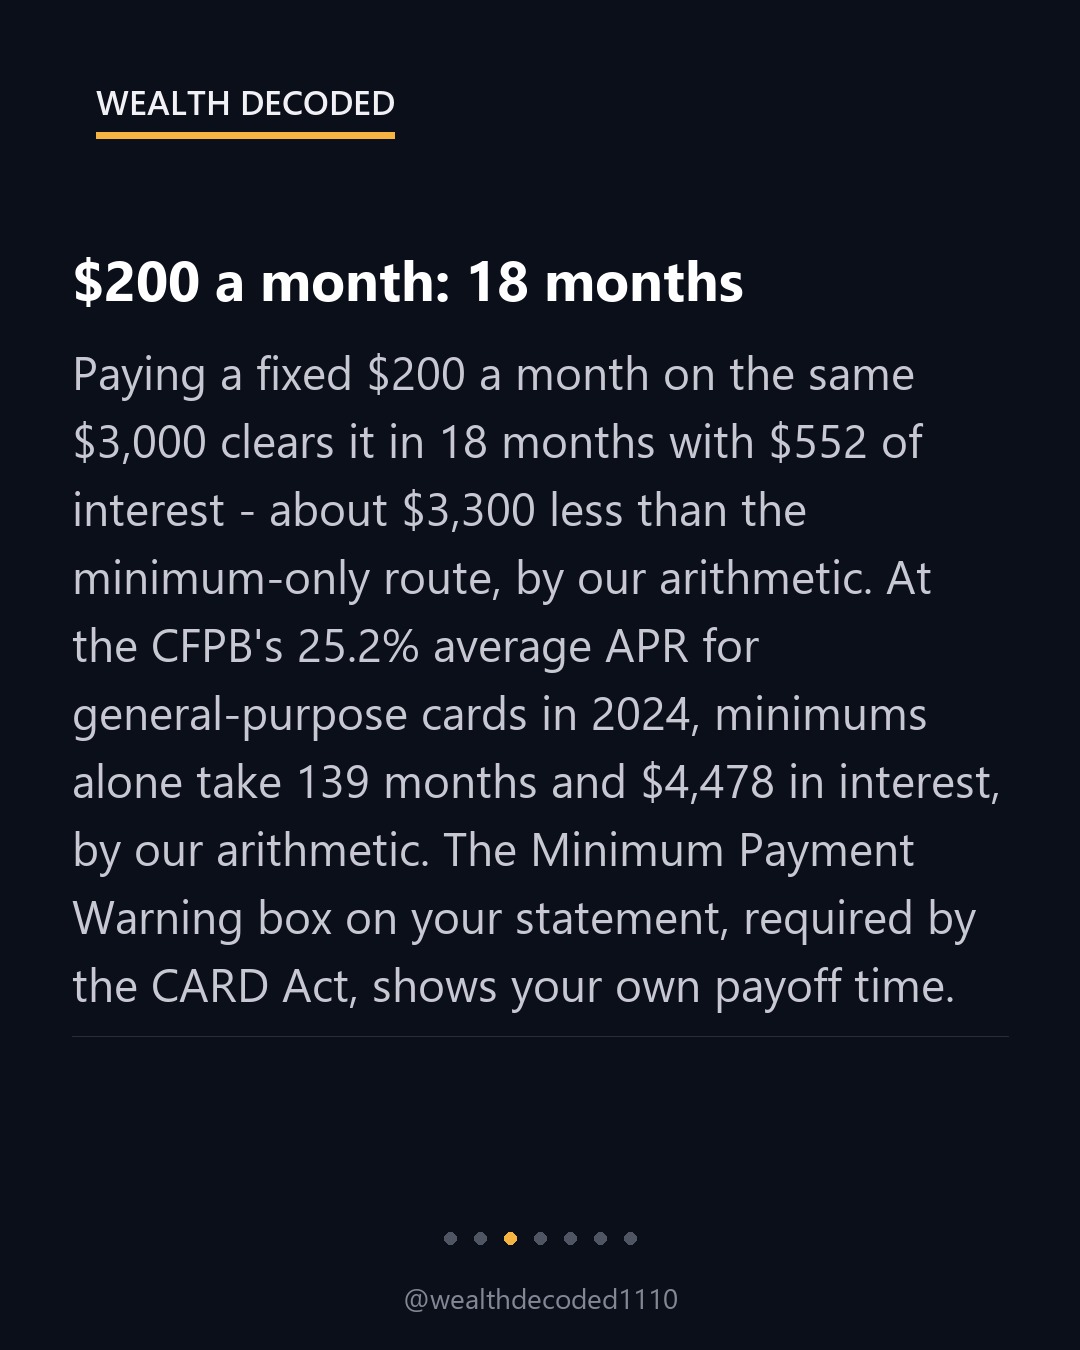 WEALTH DECODED
$200 a month: 18 months
Paying a fixed $200 a month on the same
$3,000 clears it in 18 months with $552 of
interest - about $3,300 less than the
minimum-only route, by our arithmetic. At
the CFPB's 25.2% average APR for
general-purpose cards in 2024, minimums
alone take 139 months and $4,478 in interest,
by our arithmetic. The Minimum Payment
Warning box on your statement, required by
the CARD Act, shows your own payoff time.
@wealthdecoded1110